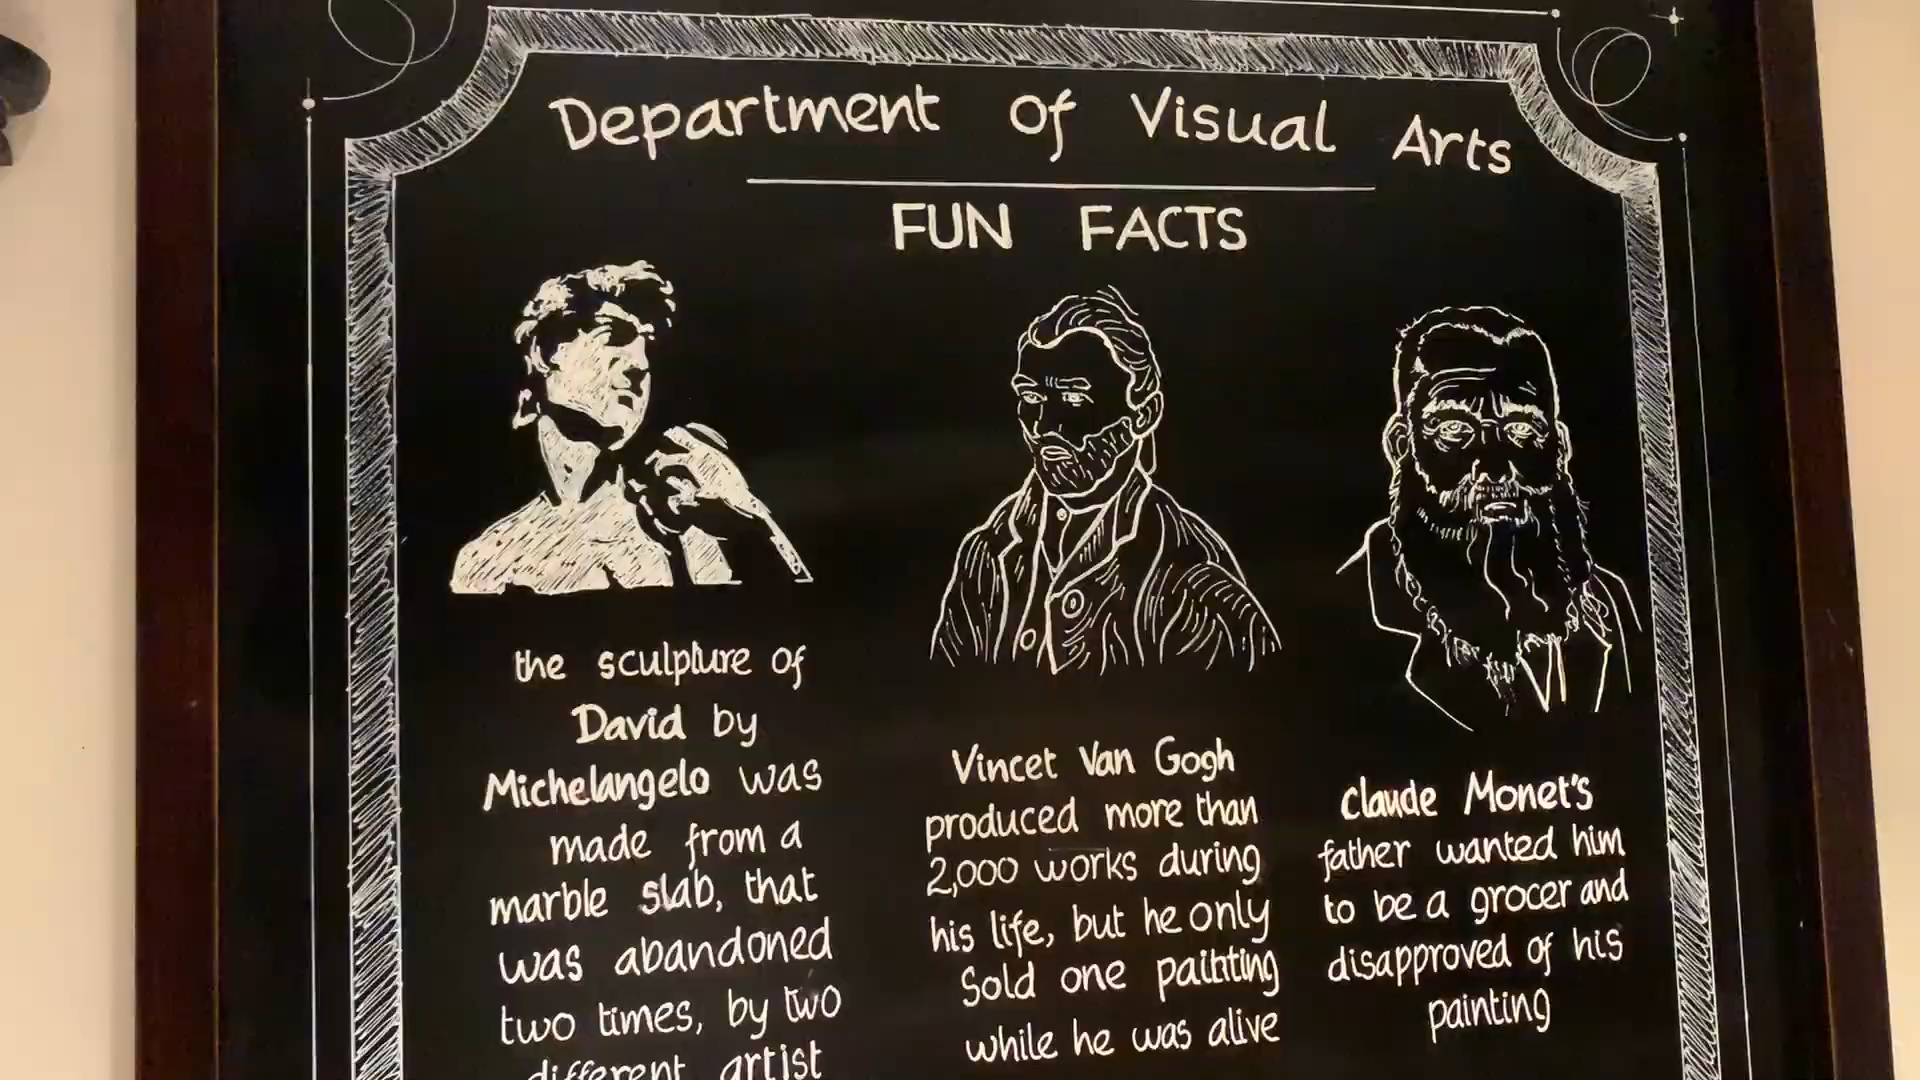 Department of Visual Arts
FUN FACTS
the sculpture of
David by
Michelangelo was
made from a
marble slab, that
was abandoned
two times, by two
different artist
Vincet Van Gogh
produced more than
2,000 works during
his life, but he only
Sold one painting
while he was alive
Claude Monet's
father wanted him
to be a grocer and
disapproved of his
painting